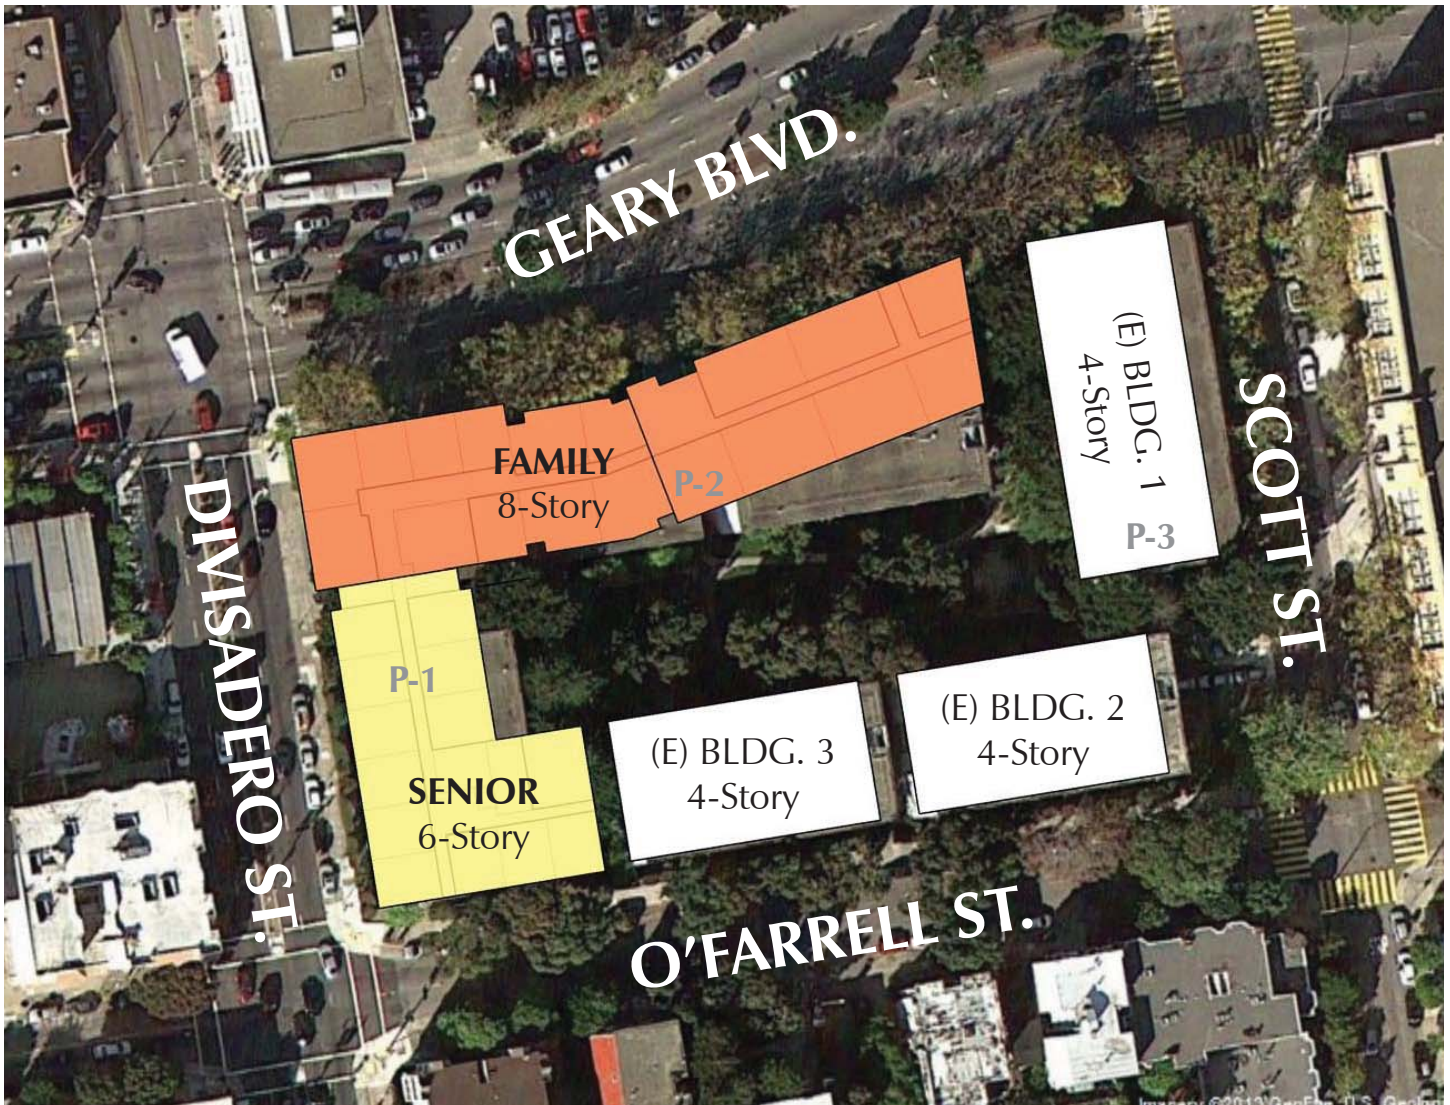 GEARY BLVD.
(E) BLDG. 1
4-Story
P-3
FAMILY
8-Story
P-2
DIVISADERO ST.
SCOTT ST.
P-1
SENIOR
6-Story
(E) BLDG. 3
4-Story
(E) BLDG. 2
4-Story
O'FARRELL ST.